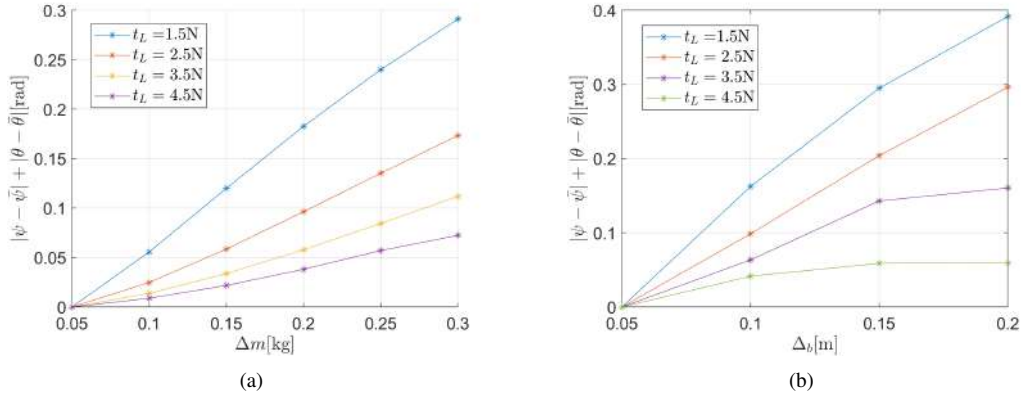 0.3
0.25
0.2
0.15
0.1
0.05
0
|ψ − ψ̄| + |θ − θ̄|[rad]
t_L =1.5N
t_L = 2.5N
t_L = 3.5N
t_L = 4.5N
0.05 0.1 0.15 0.2 0.25 0.3
Δm[kg]
(a)
0.4
0.3
0.2
0.1
0
|ψ − ψ̄| + |θ − θ̄|[rad]
t_L =1.5N
t_L = 2.5N
t_L = 3.5N
t_L = 4.5N
0.05 0.1 0.15 0.2
Δ_b[m]
(b)